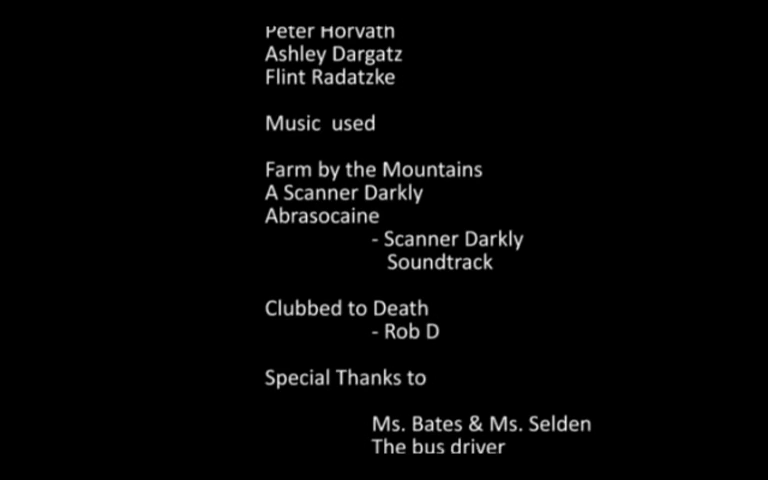 Peter Horvath
Ashley Dargatz
Flint Radatzke
Music used
Farm by the Mountains
A Scanner Darkly
Abrasocaine
- Scanner Darkly
Soundtrack
Clubbed to Death
- Rob D
Special Thanks to
Ms. Bates & Ms. Selden
The bus driver